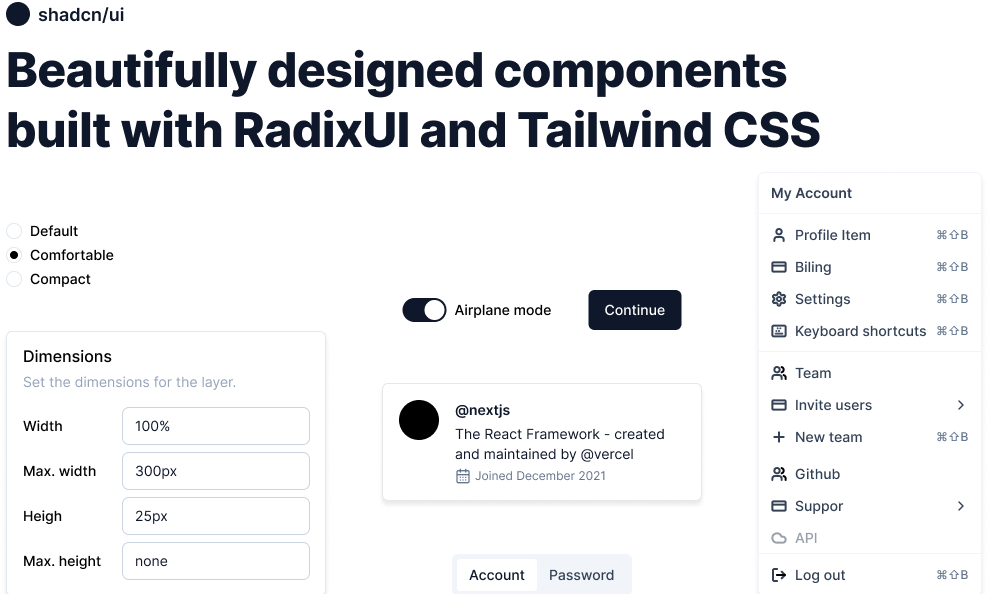 shadcn/ui
Beautifully designed components
built with RadixUI and Tailwind CSS
Default
Comfortable
Compact
Dimensions
Set the dimensions for the layer.
Width 100%
Max. width 300px
Heigh 25px
Max. height none
Airplane mode
Continue
@nextjs
The React Framework - created
and maintained by @vercel
Joined December 2021
Account Password
My Account
Profile Item ⌘⇧B
Biling ⌘⇧B
Settings ⌘⇧B
Keyboard shortcuts ⌘⇧B
Team
Invite users
New team ⌘⇧B
Github
Suppor
API
Log out ⌘⇧B